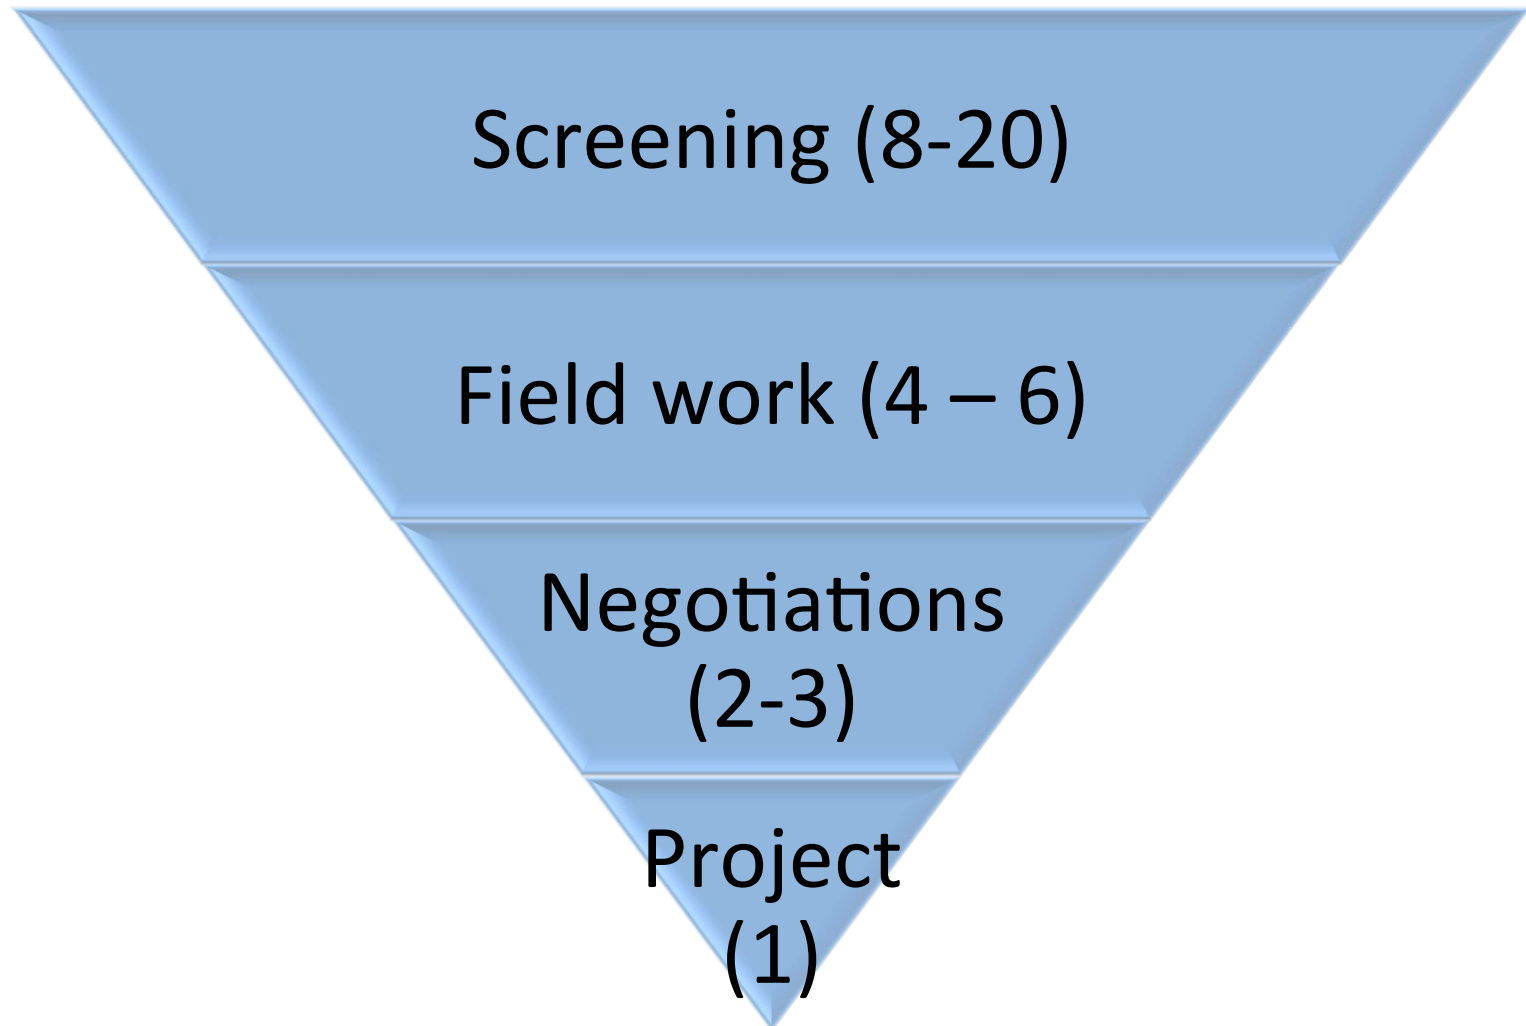 Screening (8-20)
Field work (4 – 6)
Negotiations
(2-3)
Project
(1)